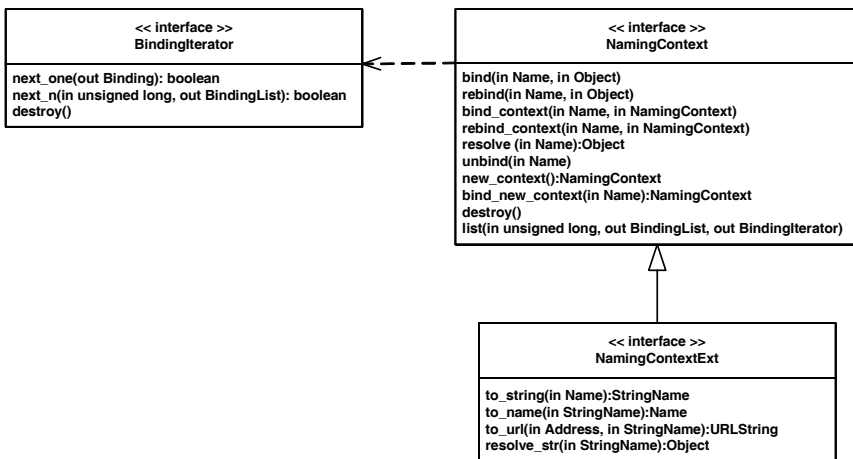 << interface >>
BindingIterator
next_one(out Binding): boolean
next_n(in unsigned long, out BindingList): boolean
destroy()
<< interface >>
NamingContext
bind(in Name, in Object)
rebind(in Name, in Object)
bind_context(in Name, in NamingContext)
rebind_context(in Name, in NamingContext)
resolve (in Name):Object
unbind(in Name)
new_context():NamingContext
bind_new_context(in Name):NamingContext
destroy()
list(in unsigned long, out BindingList, out BindingIterator)
<< interface >>
NamingContextExt
to_string(in Name):StringName
to_name(in StringName):Name
to_url(in Address, in StringName):URLString
resolve_str(in StringName):Object